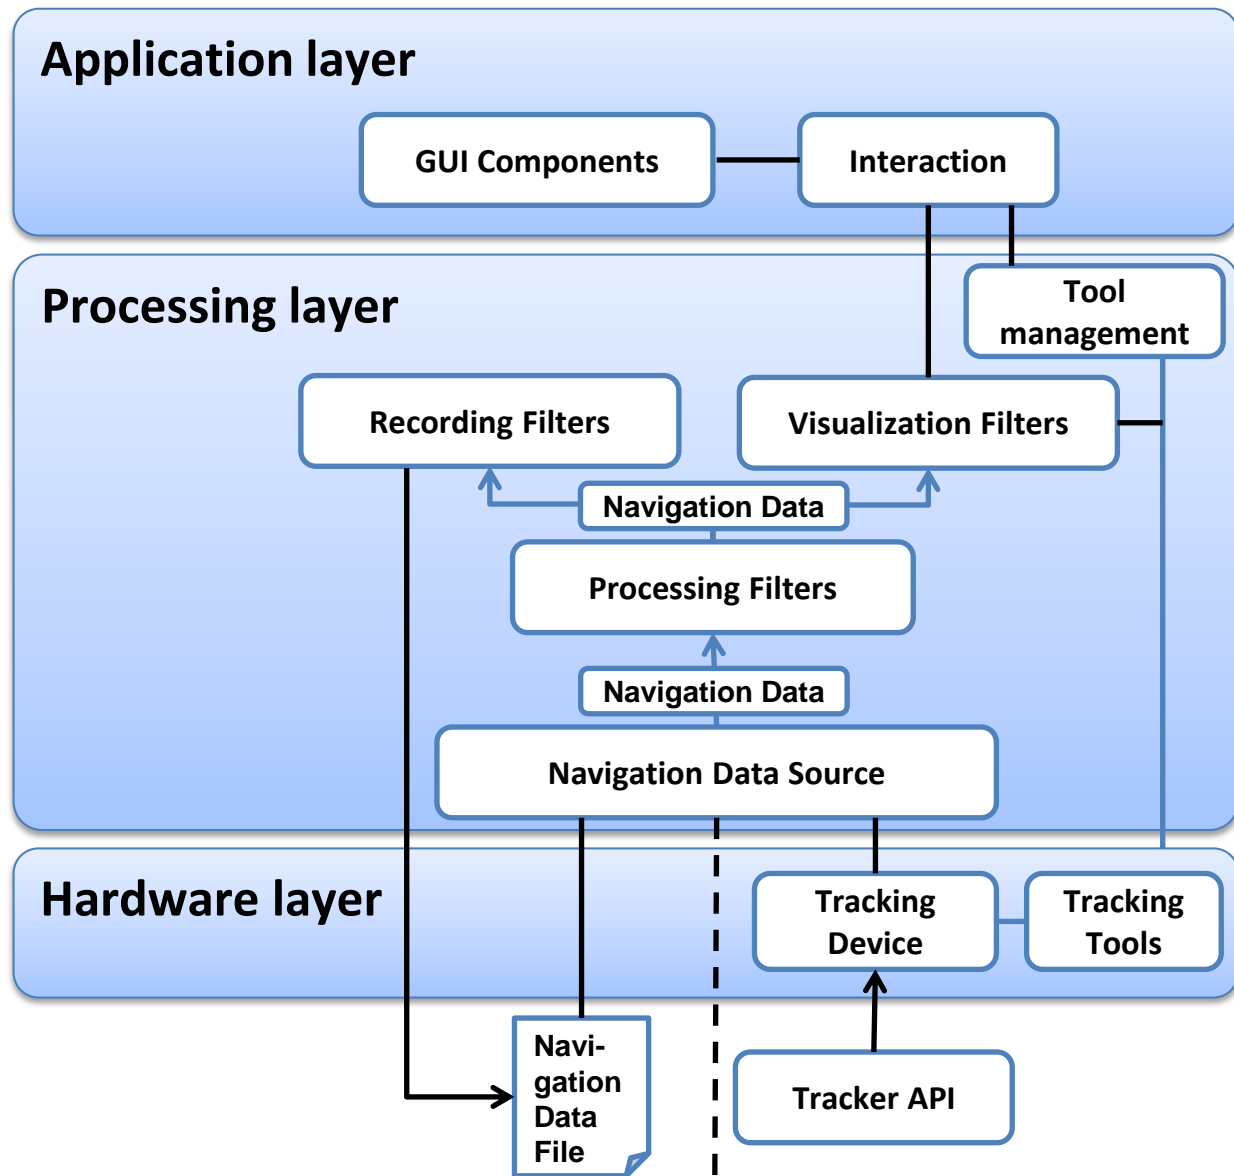 Application layer
GUI Components
Interaction
Processing layer
Tool
management
Recording Filters
Visualization Filters
Navigation Data
Processing Filters
Navigation Data
Navigation Data Source
Hardware layer
Tracking
Device
Tracking
Tools
Navi-
gation
Data
File
Tracker API